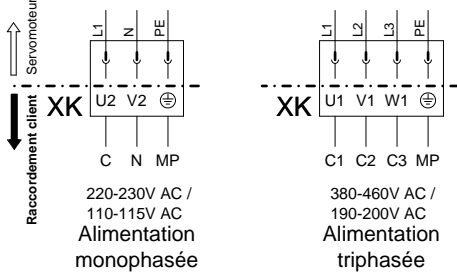 Servomoteur
Raccordement client
L1 N PE
XK U2 V2
C N MP
220-230V AC /
110-115V AC
Alimentation
monophasée
L1 L2 L3 PE
XK U1 V1 W1
C1 C2 C3 MP
380-460V AC /
190-200V AC
Alimentation
triphasée